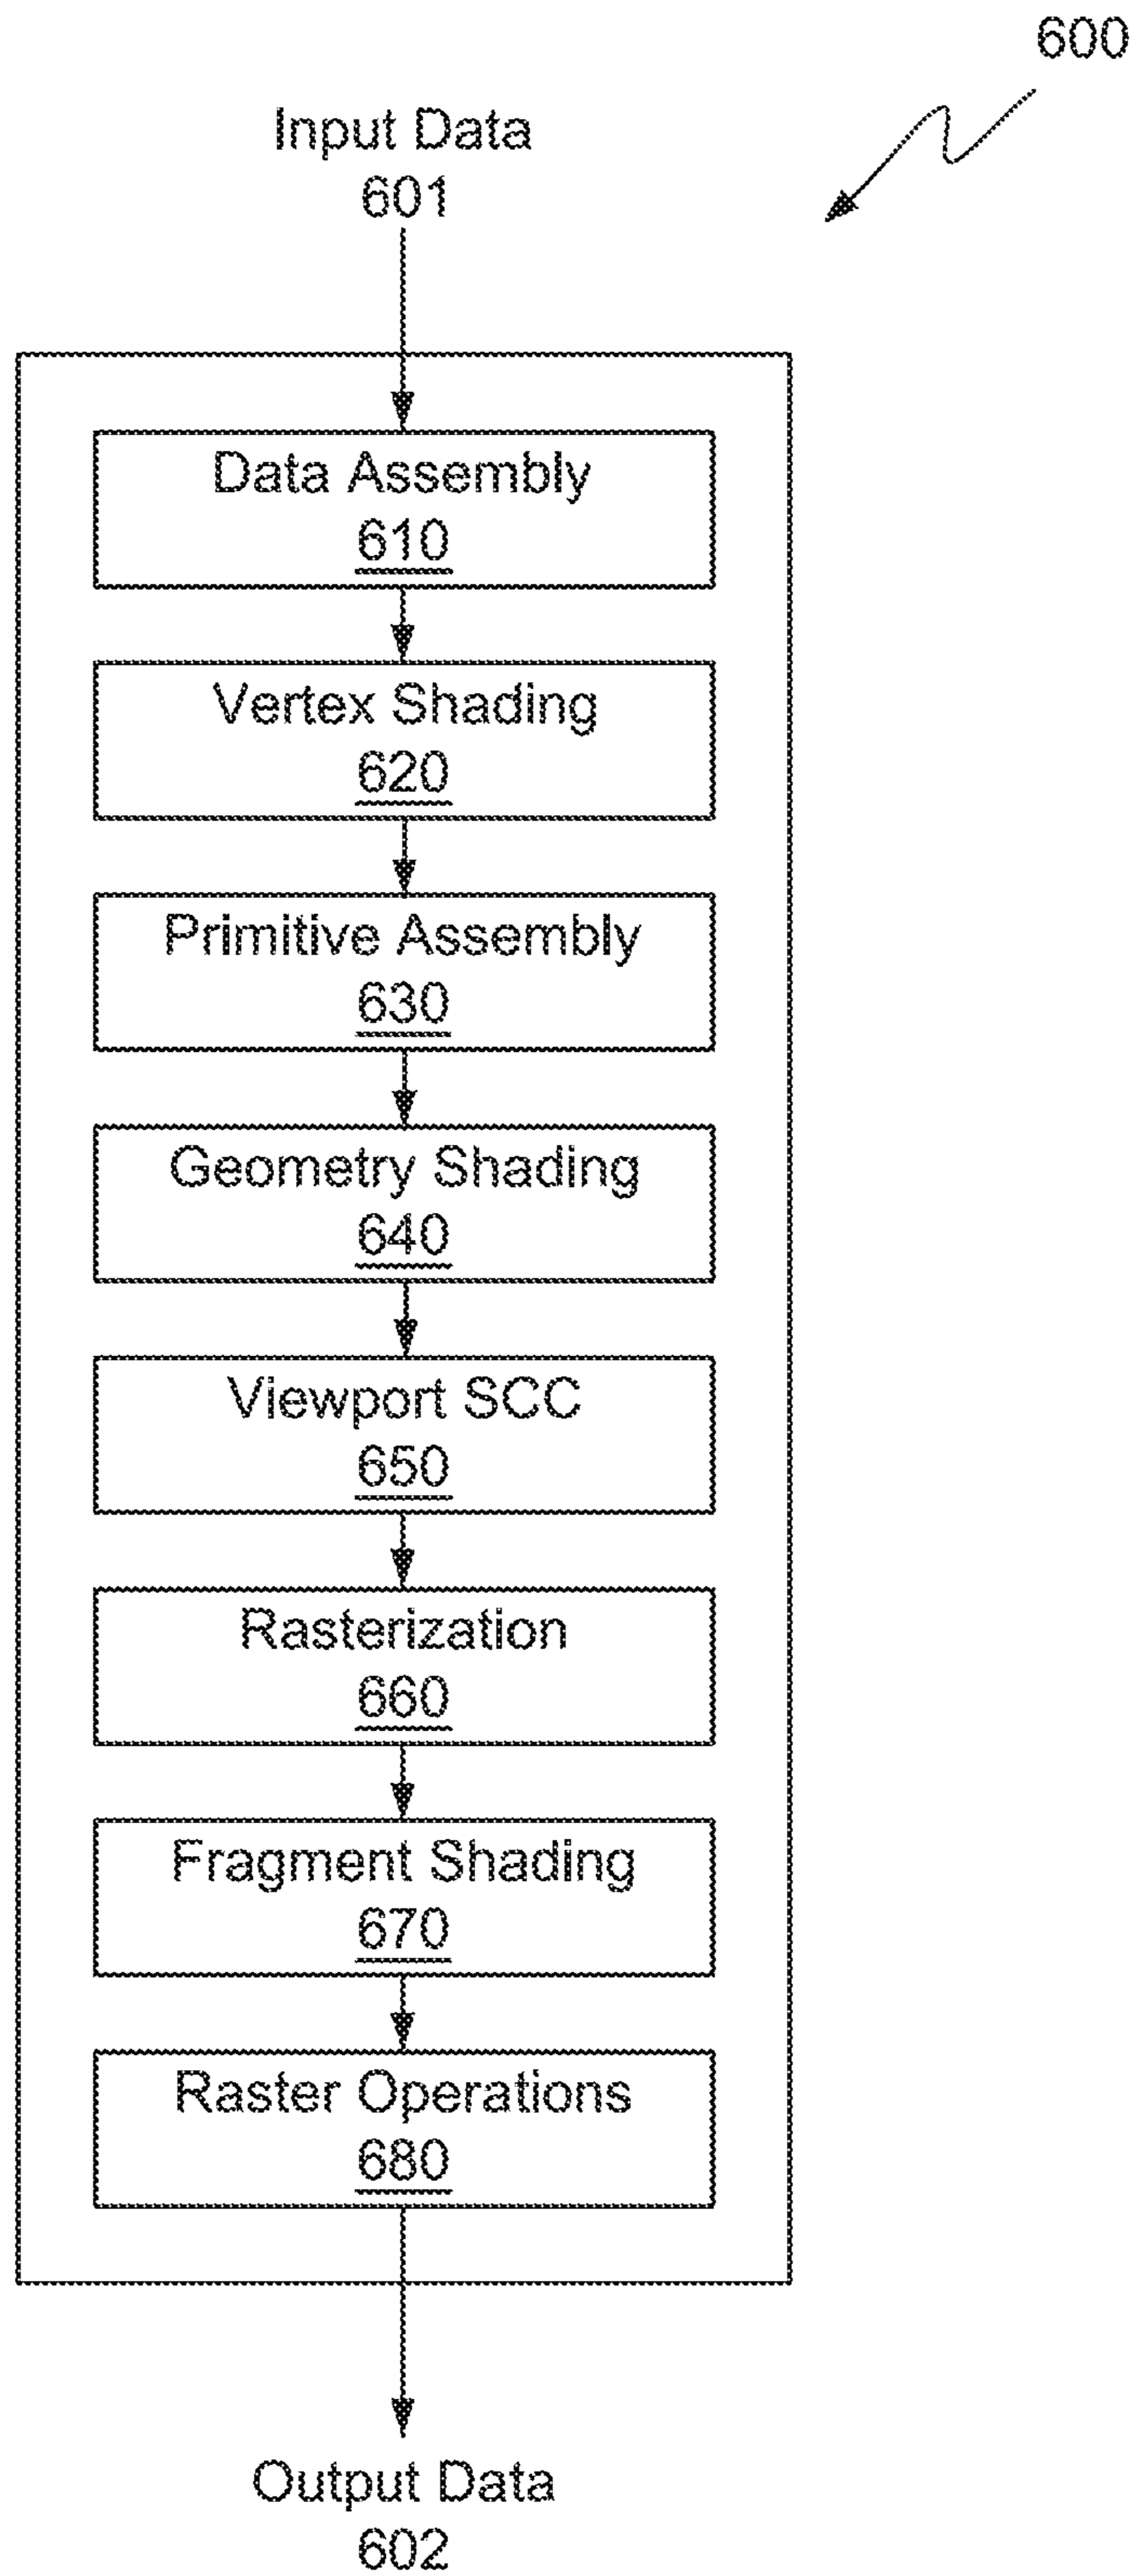 600
Input Data
601
Data Assembly
610
Vertex Shading
620
Primitive Assembly
630
Geometry Shading
640
Viewport SCC
650
Rasterization
660
Fragment Shading
670
Raster Operations
680
Output Data
602